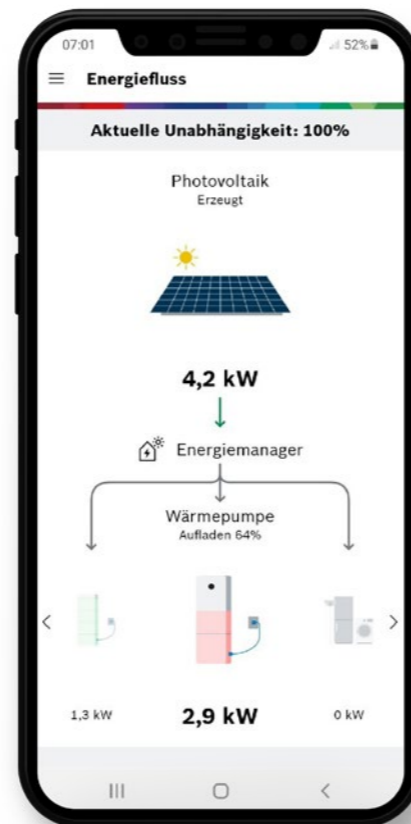 07:01 52%
Energiefluss
Aktuelle Unabhängigkeit: 100%
Photovoltaik
Erzeugt
4,2 kW
Energiemanager
Wärmepumpe
Aufladen 64%
1,3 kW 2,9 kW 0 kW